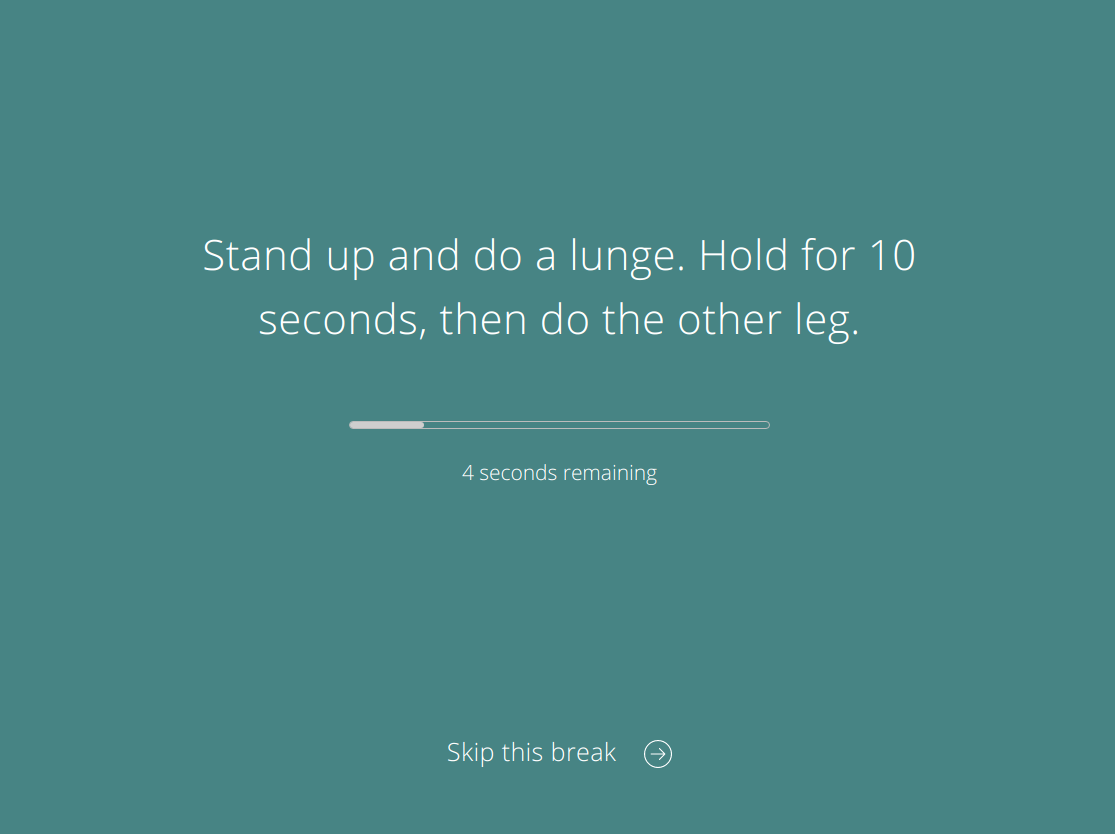 Stand up and do a lunge. Hold for 10
seconds, then do the other leg.
4 seconds remaining
Skip this break